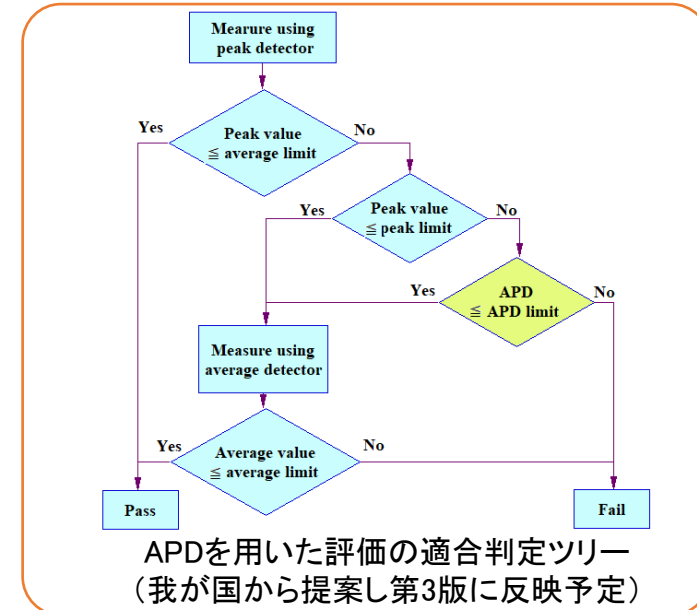 Mearure using
peak detector
Yes
Peak value
≦ average limit
No
Yes
Peak value
≦ peak limit
No
Yes
APD
≦ APD limit
No
Measure using
average detector
Yes
Average value
≦ average limit
No
Pass
Fail
APDを用いた評価の適合判定ツリー
（我が国から提案し第3版に反映予定）